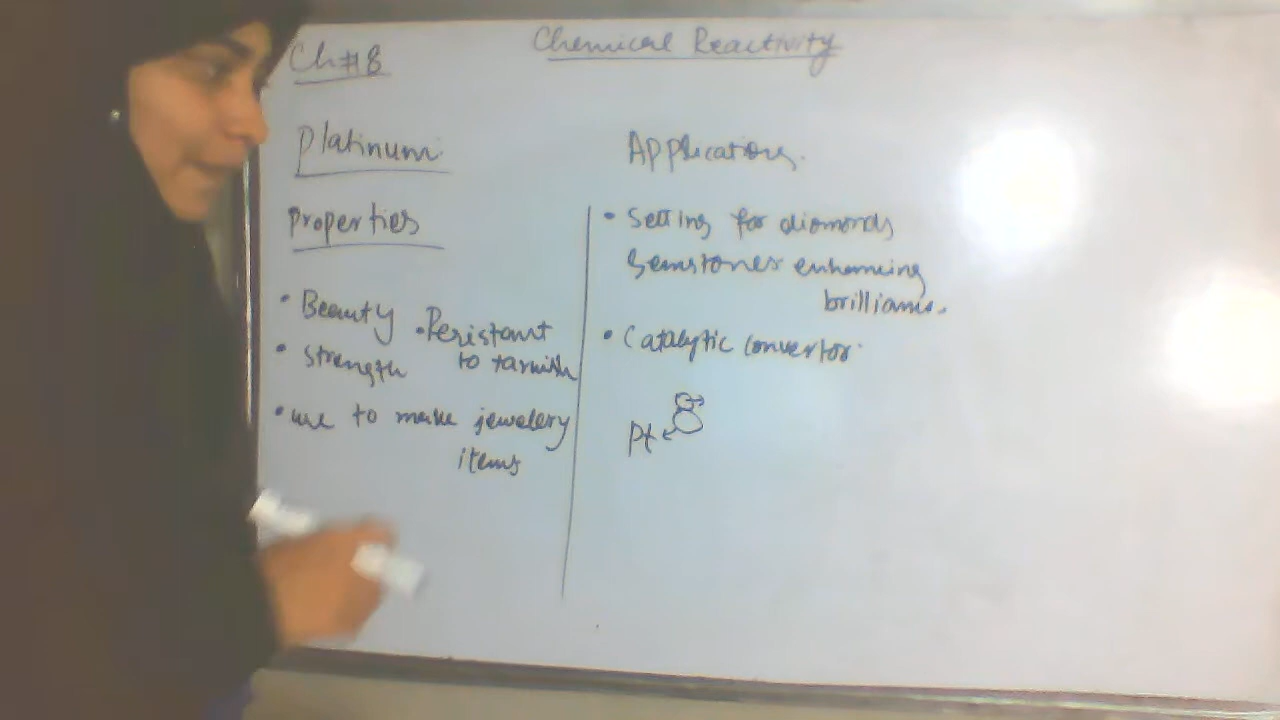 Ch#8
Chemical Reactivity
Platinum
Properties
• Beauty
• Strength
• Resistant
to tarnish
• use to make jewelery
items
Applications.
• Setting for diamonds
Gemstones enhancing
brilliance.
• Catalytic convertor.
Pt